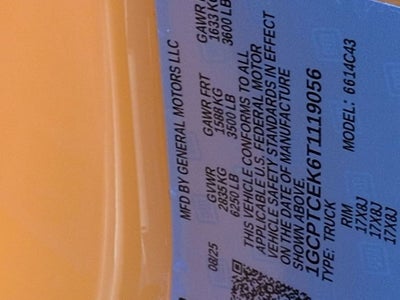 MFD BY GENERAL MOTORS LLC
08/25 GVWR GAWR FRT GAWR
2835 KG 1588 KG 1633 KG
6250 LB 3500 LB 3600 LB
THIS VEHICLE CONFORMS TO ALL
APPLICABLE U.S. FEDERAL MOTOR
VEHICLE SAFETY STANDARDS IN EFFECT
ON THE DATE OF MANUFACTURE
SHOWN ABOVE.
1GCPTCEK6T1119056
TYPE: TRUCK MODEL: 6614C43
RIM
17X8J
17X8J
17X8J